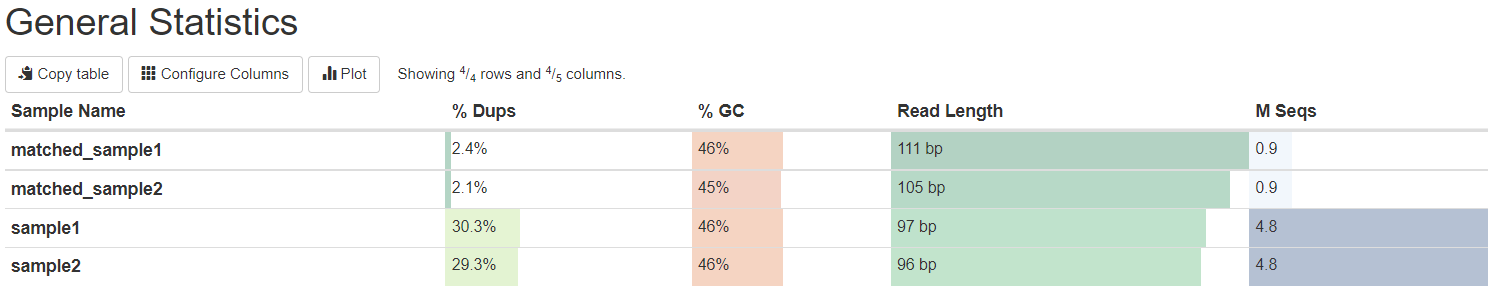 General Statistics
Copy table Configure Columns Plot Showing 4/4 rows and 4/5 columns.
Sample Name % Dups % GC Read Length M Seqs
matched_sample1 2.4% 46% 111 bp 0.9
matched_sample2 2.1% 45% 105 bp 0.9
sample1 30.3% 46% 97 bp 4.8
sample2 29.3% 46% 96 bp 4.8